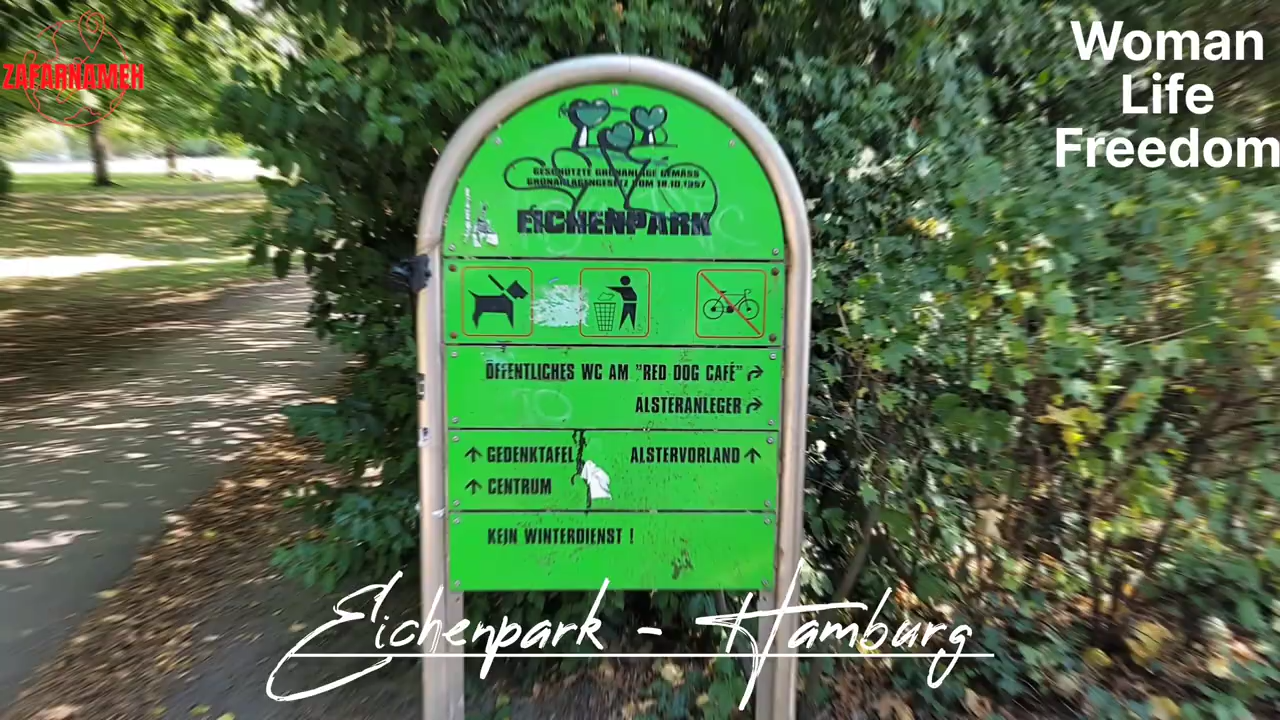 ZAFARNAMEH
Woman
Life
Freedom
GESCHÜTZTE GRÜNANLAGE GEMÄSS
GRÜNANLAGENGESETZ VOM 18.10.1957
EICHENPARK
ÖFFENTLICHES WC AM "RED DOG CAFÉ"
ALSTERANLEGER
GEDENKTAFEL ALSTERVORLAND
CENTRUM
KEIN WINTERDIENST !
Eichenpark - Hamburg